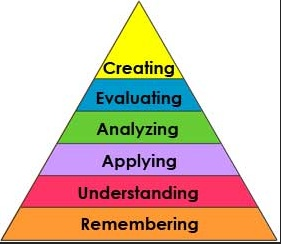 Creating
Evaluating
Analyzing
Applying
Understanding
Remembering